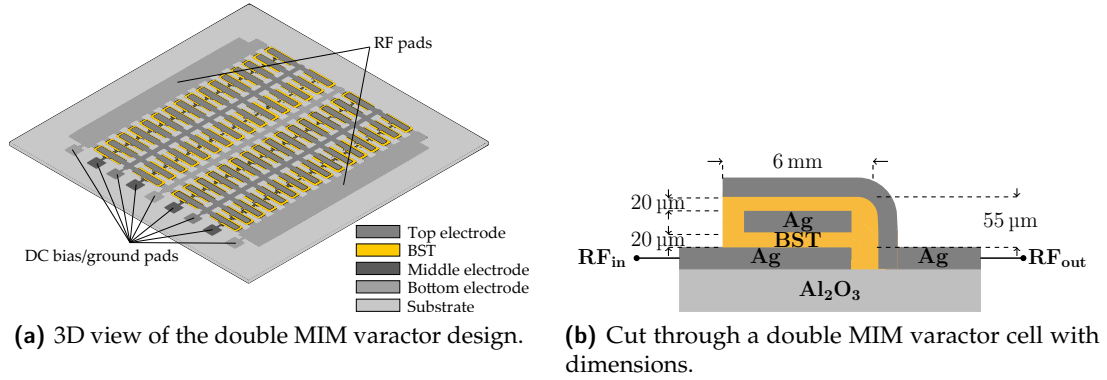 RF pads
DC bias/ground pads
Top electrode
BST
Middle electrode
Bottom electrode
Substrate
(a) 3D view of the double MIM varactor design.
6 mm
20 µm
Ag
55 µm
20 µm
BST
RFin
Ag
Ag
RFout
Al2O3
(b) Cut through a double MIM varactor cell with
dimensions.